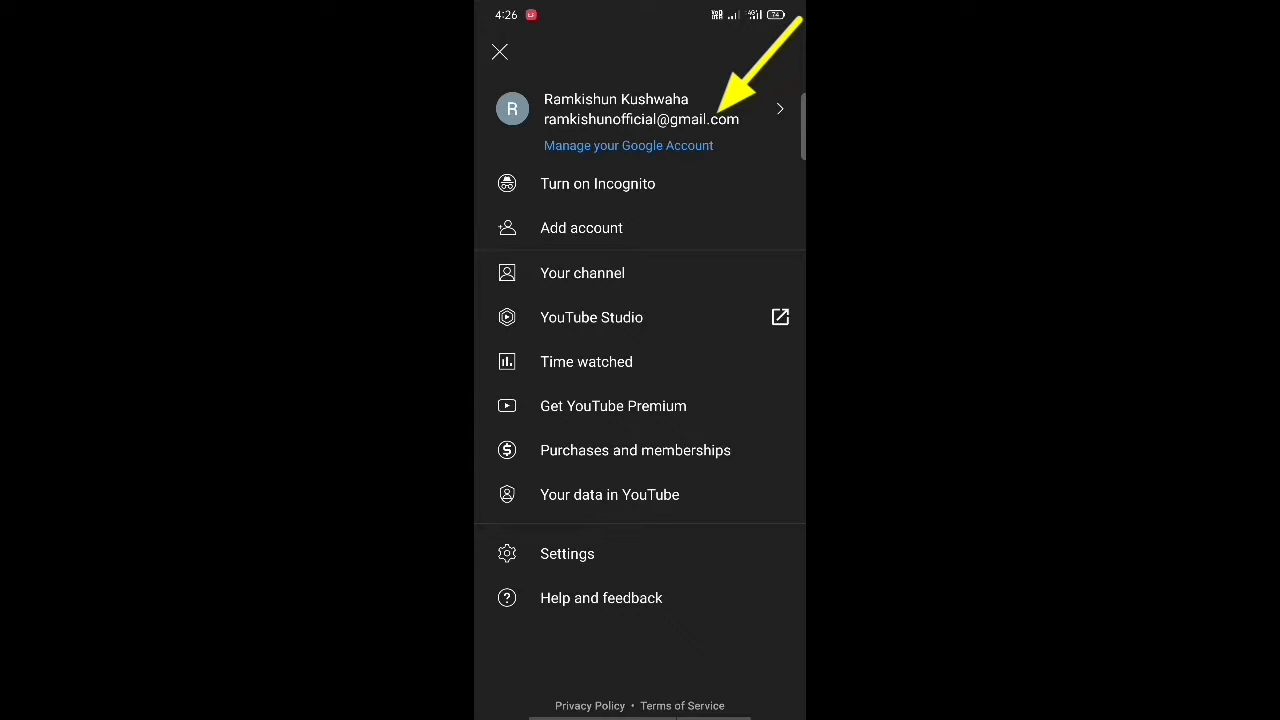 4:26
74
Ramkishun Kushwaha
R
ramkishunofficial@gmail.com
Manage your Google Account
Turn on Incognito
Add account
Your channel
YouTube Studio
Time watched
Get YouTube Premium
Purchases and memberships
Your data in YouTube
Settings
Help and feedback
Privacy Policy • Terms of Service